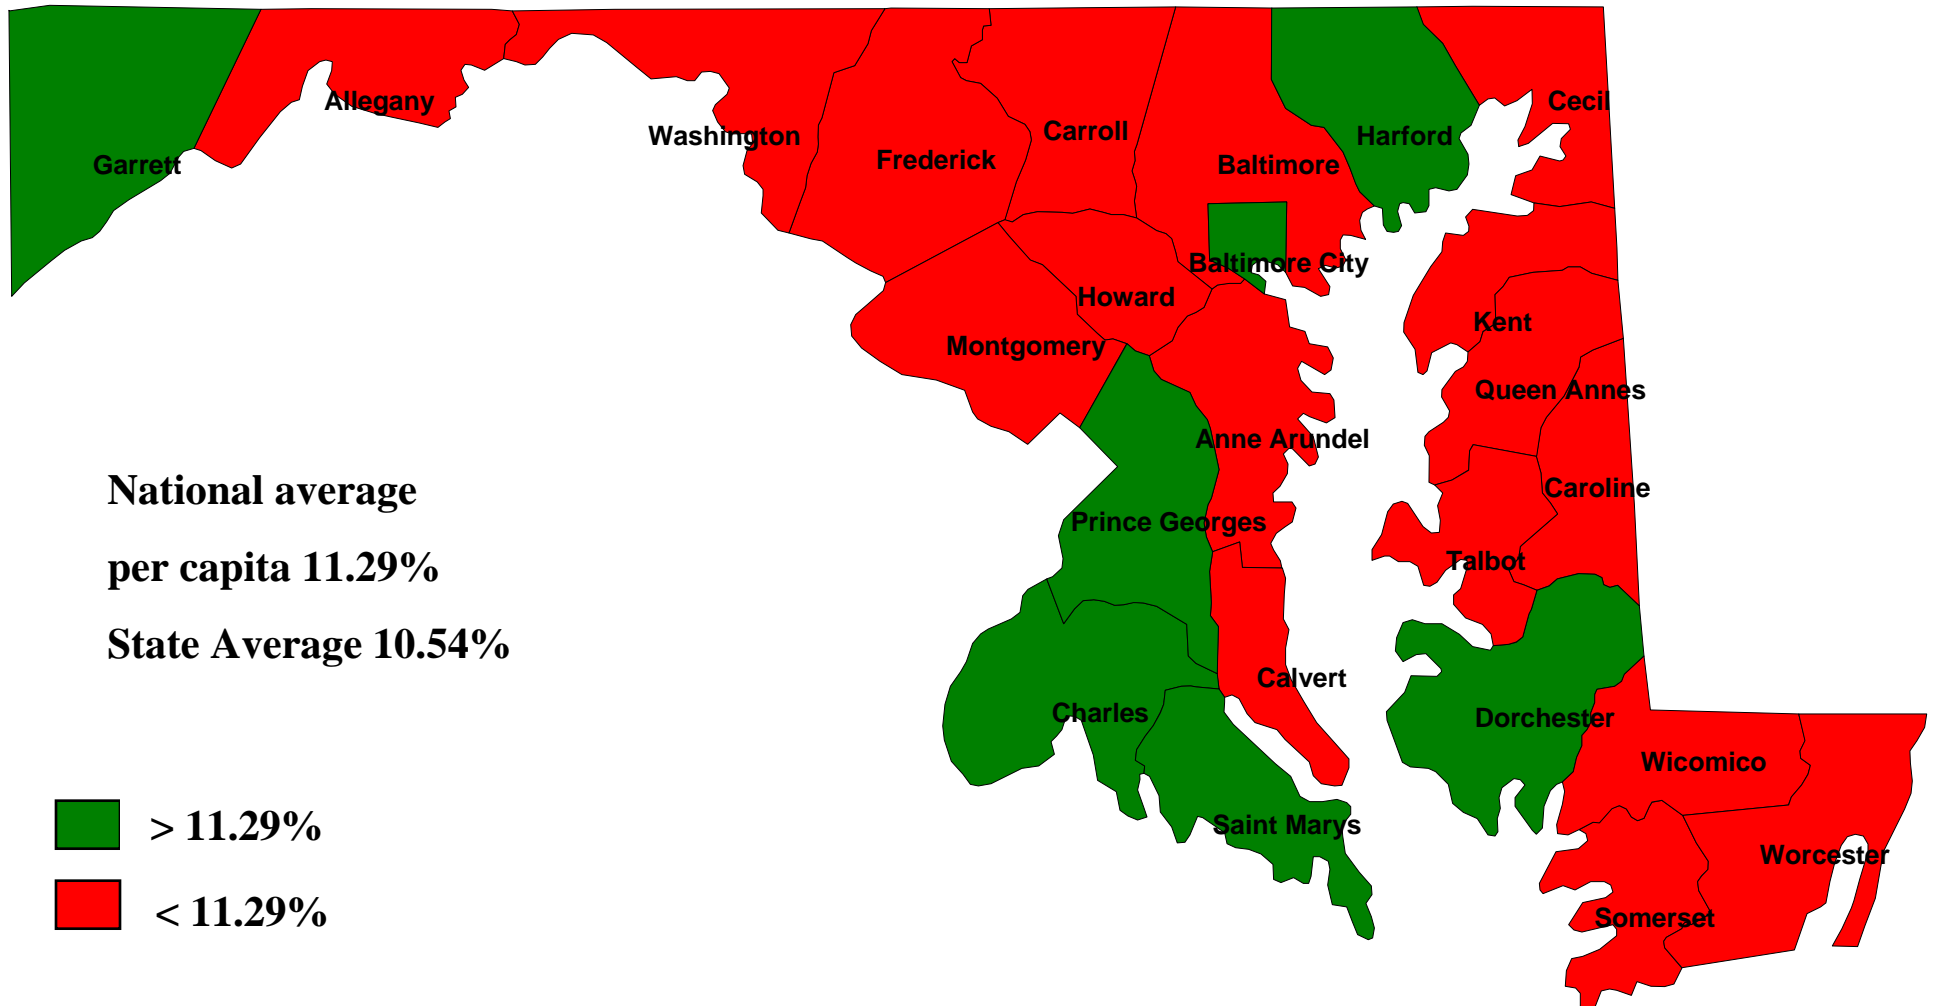 Allegany
Cecil
Carroll
Washington
Harford
Frederick
Garrett
Baltimore
Baltimore City
Howard
Kent
Montgomery
Queen Annes
Anne Arundel
National average
Caroline
Prince Georges
per capita 11.29%
Talbot
State Average 10.54%
Calvert
Charles
Dorchester
Wicomico
> 11.29%
Saint Marys
Worcester
< 11.29%
Somerset